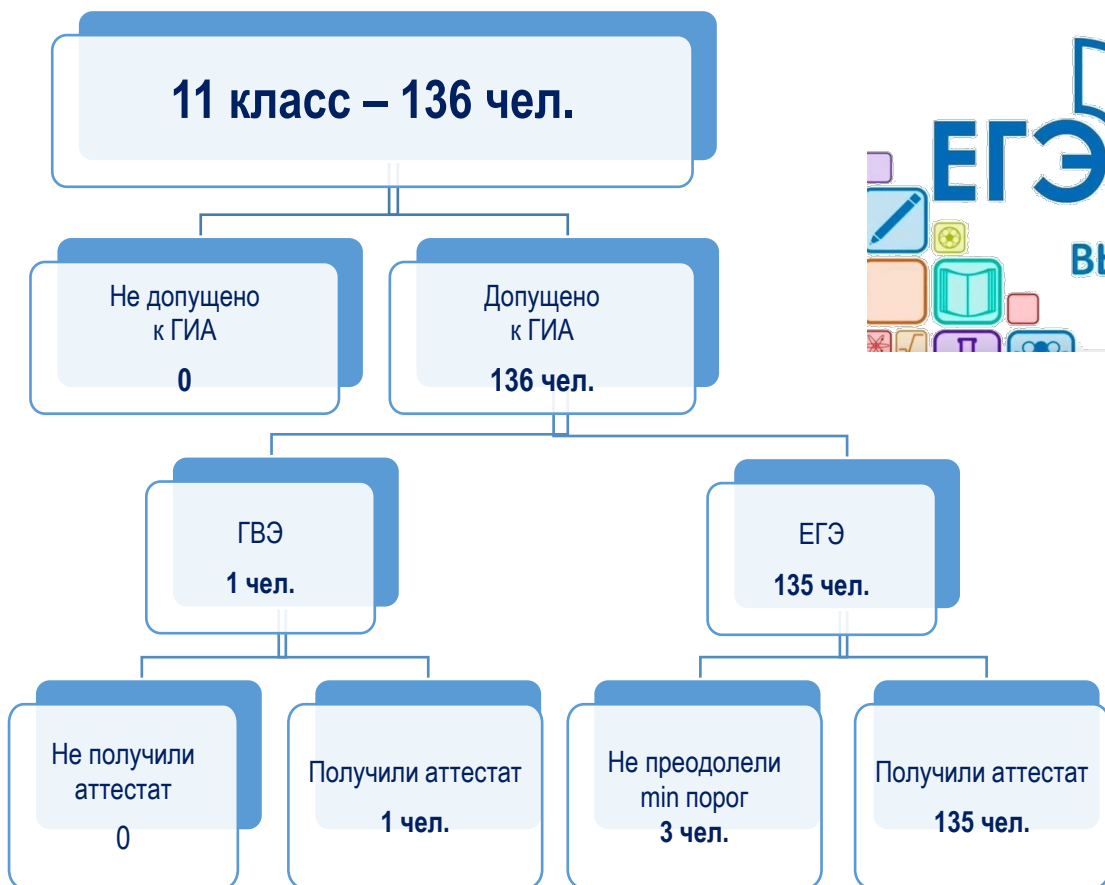 11 класс – 136 чел.
ЕГЭ
Не допущено
к ГИА
0
Допущено
к ГИА
136 чел.
ГВЭ
1 чел.
ЕГЭ
135 чел.
Не получили
аттестат
0
Получили аттестат
1 чел.
Не преодолели
min порог
3 чел.
Получили аттестат
135 чел.